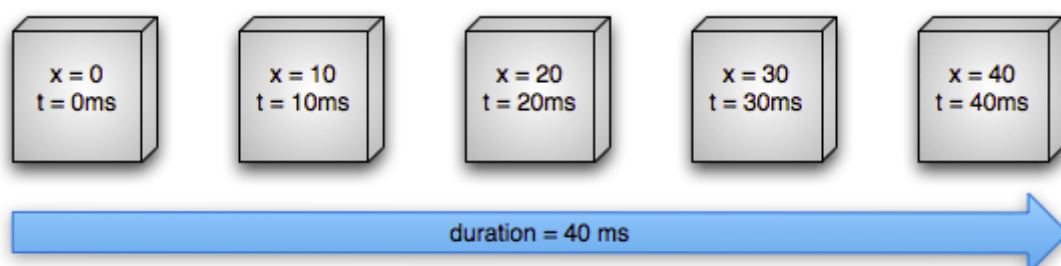 x = 0
t = 0ms
x = 10
t = 10ms
x = 20
t = 20ms
x = 30
t = 30ms
x = 40
t = 40ms
duration = 40 ms